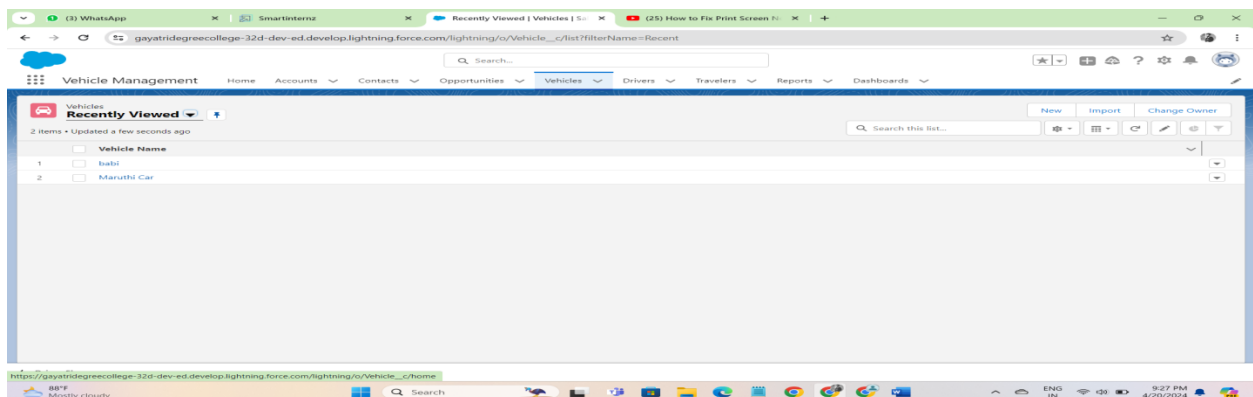 (3) WhatsApp
SmartInternz
Recently Viewed | Vehicles | Sa
(25) How to Fix Print Screen N
gayatridegreecollege-32d-dev-ed.develop.lightning.force.com/lightning/o/Vehicle__c/list?filterName=Recent
Search...
Vehicle Management Home Accounts Contacts Opportunities Vehicles Drivers Travelers Reports Dashboards
Vehicles
Recently Viewed
New Import Change Owner
2 items • Updated a few seconds ago
Search this list...
Vehicle Name
1 babi
2 Maruthi Car
https://gayatridegreecollege-32d-dev-ed.develop.lightning.force.com/lightning/o/Vehicle__c/home
88°F
Mostly cloudy
Search
ENG
IN
9:27 PM
4/20/2024